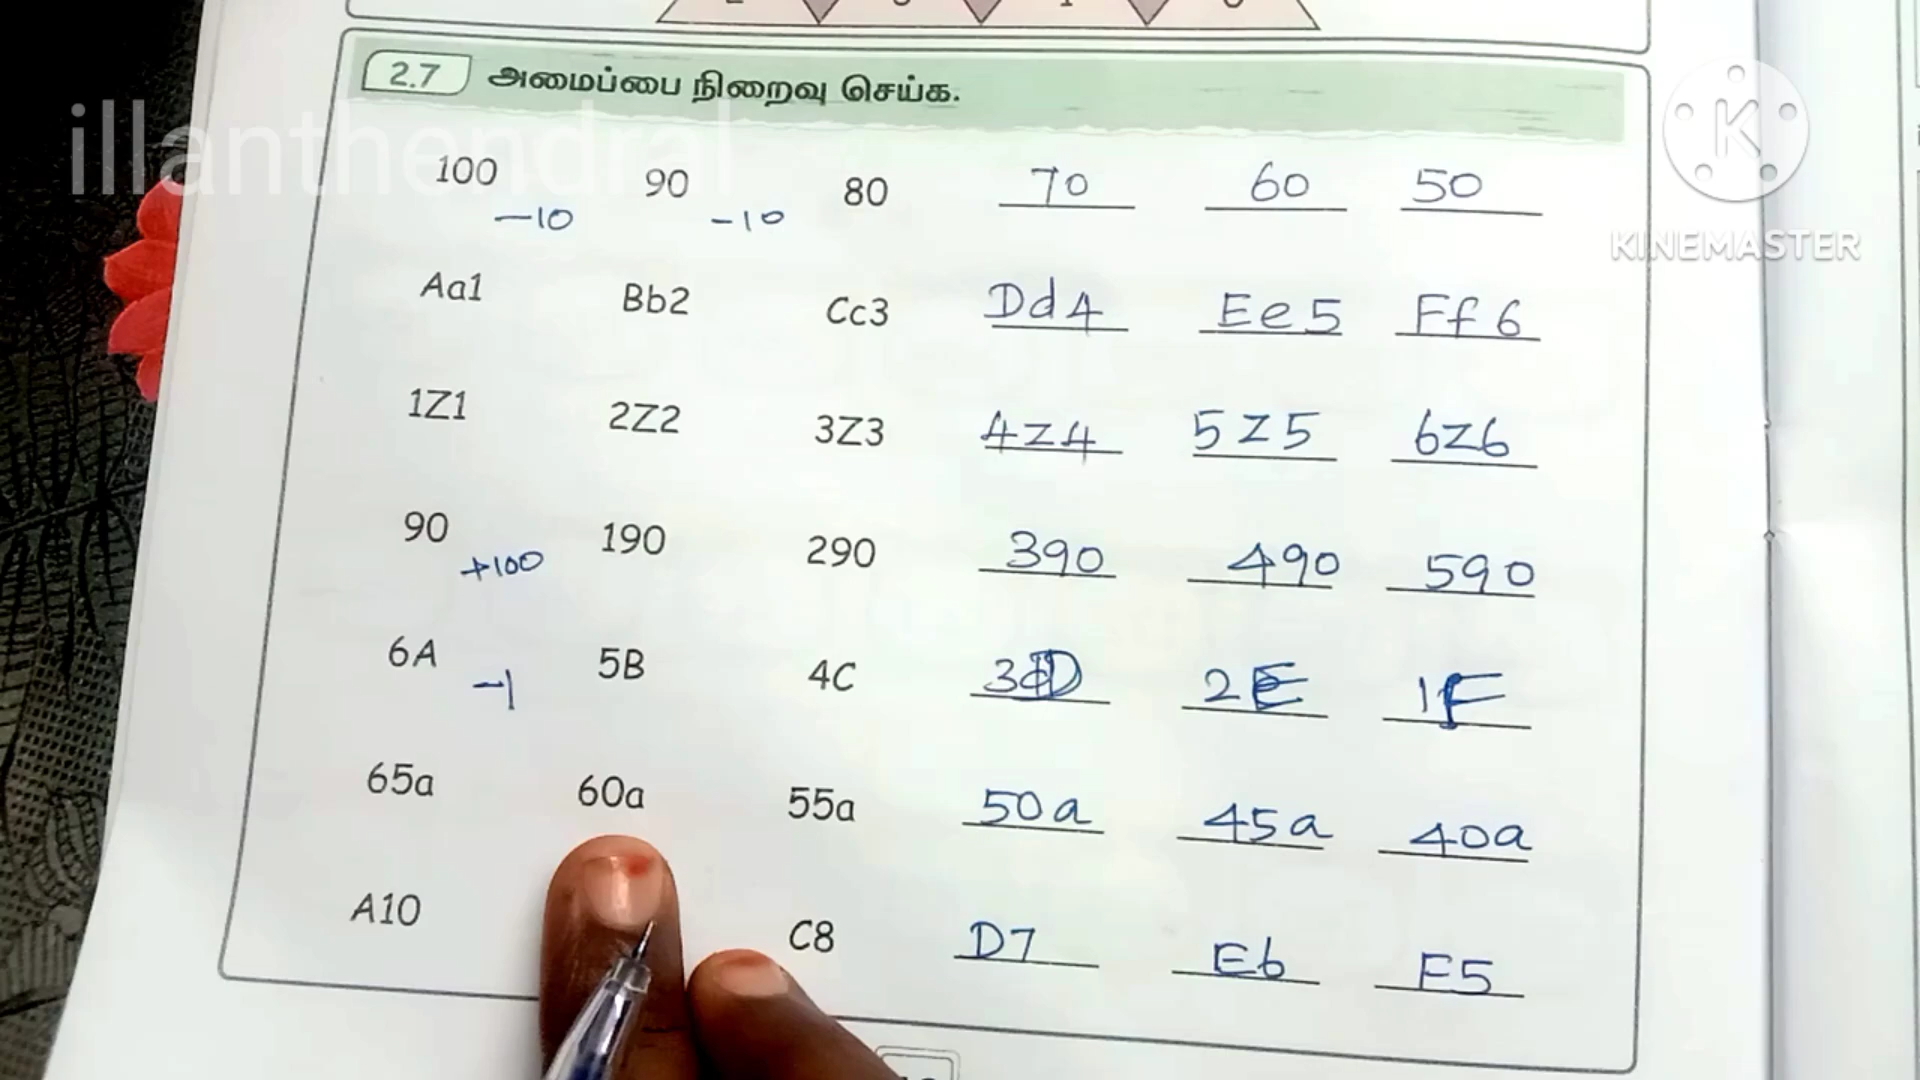 2.7 அமைப்பை நிறைவு செய்க.
illanthendral
K
KINEMASTER
100 90 80 70 60 50
-10 -10
Aa1 Bb2 Cc3 Dd4 Ee5 Ff6
1Z1 2Z2 3Z3 4Z4 5Z5 6Z6
90 190 290 390 490 590
+100
6A 5B 4C 3D 2E 1F
-1
65a 60a 55a 50a 45a 40a
A10 C8 D7 E6 F5